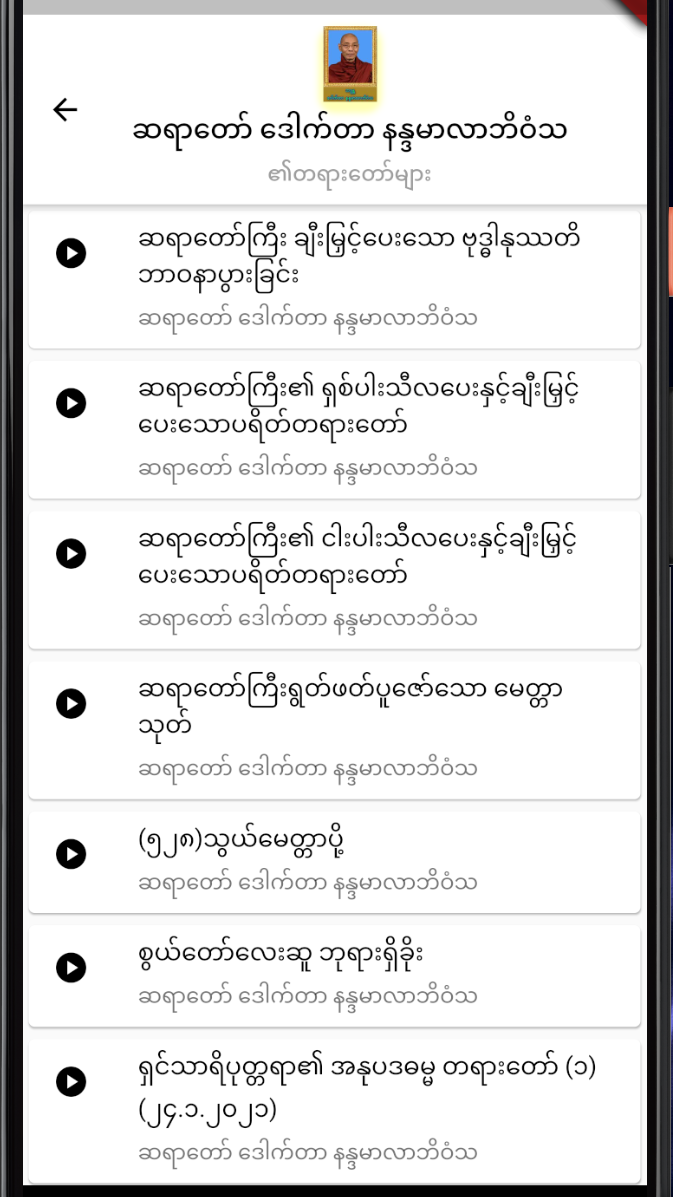 ဆရာတော် ဒေါက်တာ နန္ဒမာလာဘိဝံသ
၏တရားတော်များ
ဆရာတော်ကြီး ချီးမြှင့်ပေးသော ဗုဒ္ဓါနုဿတိ
ဘာဝနာပွားခြင်း
ဆရာတော် ဒေါက်တာ နန္ဒမာလာဘိဝံသ
ဆရာတော်ကြီး၏ ရှစ်ပါးသီလပေးနှင့်ချီးမြှင့်
ပေးသောပရိတ်တရားတော်
ဆရာတော် ဒေါက်တာ နန္ဒမာလာဘိဝံသ
ဆရာတော်ကြီး၏ ငါးပါးသီလပေးနှင့်ချီးမြှင့်
ပေးသောပရိတ်တရားတော်
ဆရာတော် ဒေါက်တာ နန္ဒမာလာဘိဝံသ
ဆရာတော်ကြီးရွတ်ဖတ်ပူဇော်သော မေတ္တာ
သုတ်
ဆရာတော် ဒေါက်တာ နန္ဒမာလာဘိဝံသ
(၅၂၈)သွယ်မေတ္တာပို့
ဆရာတော် ဒေါက်တာ နန္ဒမာလာဘိဝံသ
စွယ်တော်လေးဆူ ဘုရားရှိခိုး
ဆရာတော် ဒေါက်တာ နန္ဒမာလာဘိဝံသ
ရှင်သာရိပုတ္တရာ၏ အနုပဒဓမ္မ တရားတော် (၁)
(၂၄.၁.၂၀၂၁)
ဆရာတော် ဒေါက်တာ နန္ဒမာလာဘိဝံသ